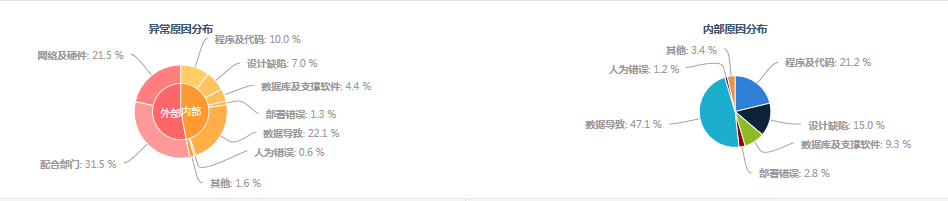 异常原因分布
程序及代码: 10.0 %
设计缺陷: 7.0 %
数据库及支撑软件: 4.4 %
部署错误: 1.3 %
数据导致: 22.1 %
人为错误: 0.6 %
其他: 1.6 %
配合部门: 31.5 %
网络及硬件: 21.5 %
外部
内部
内部原因分布
程序及代码: 21.2 %
设计缺陷: 15.0 %
数据库及支撑软件: 9.3 %
部署错误: 2.8 %
数据导致: 47.1 %
人为错误: 1.2 %
其他: 3.4 %